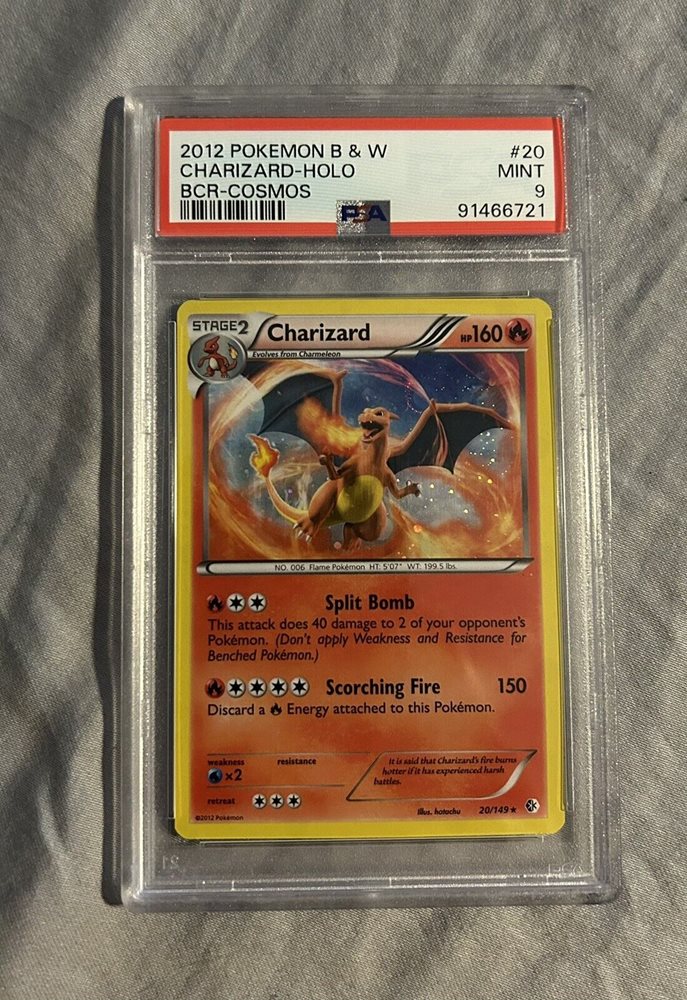 2012 POKEMON B & W #20
CHARIZARD-HOLO MINT
BCR-COSMOS 9
PSA 91466721
STAGE2 Charizard HP160
Evolves from Charmeleon
NO. 006 Flame Pokémon HT: 5'07" WT: 199.5 lbs.
Split Bomb
This attack does 40 damage to 2 of your opponent's
Pokémon. (Don't apply Weakness and Resistance for
Benched Pokémon.)
Scorching Fire 150
Discard a Energy attached to this Pokémon.
weakness resistance
×2
It is said that Charizard's fire burns
hotter if it has experienced harsh
battles.
retreat
©2012 Pokémon
Illus. hatachu 20/149★